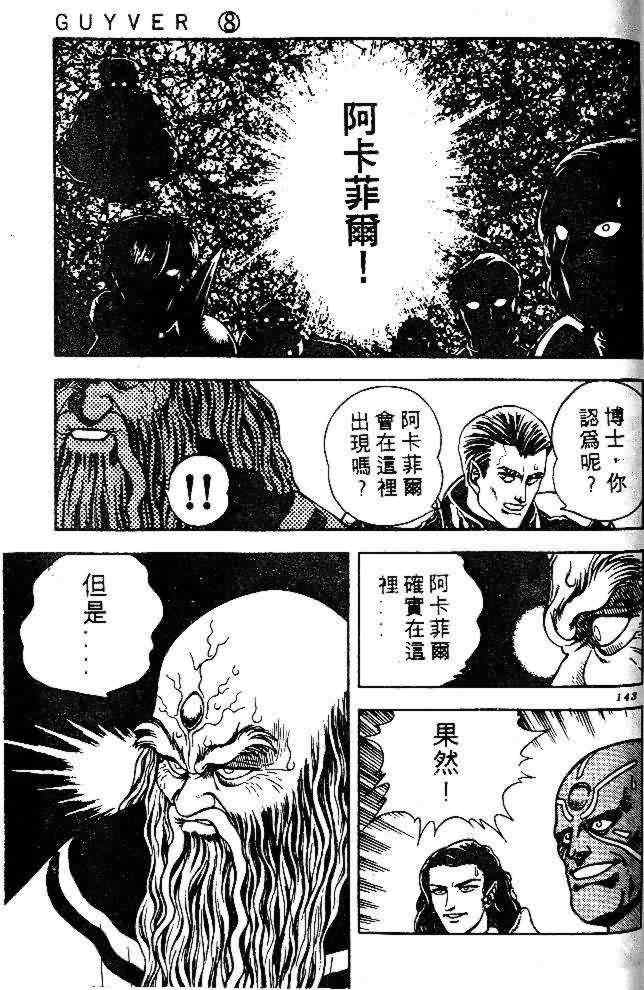 GUYVER ⑧
阿卡菲爾！
博士，你
認為呢？
阿卡菲爾
會在這裡
出現嗎？
!!
阿卡菲爾
確實在這
裡……
143
果然！
但是
……